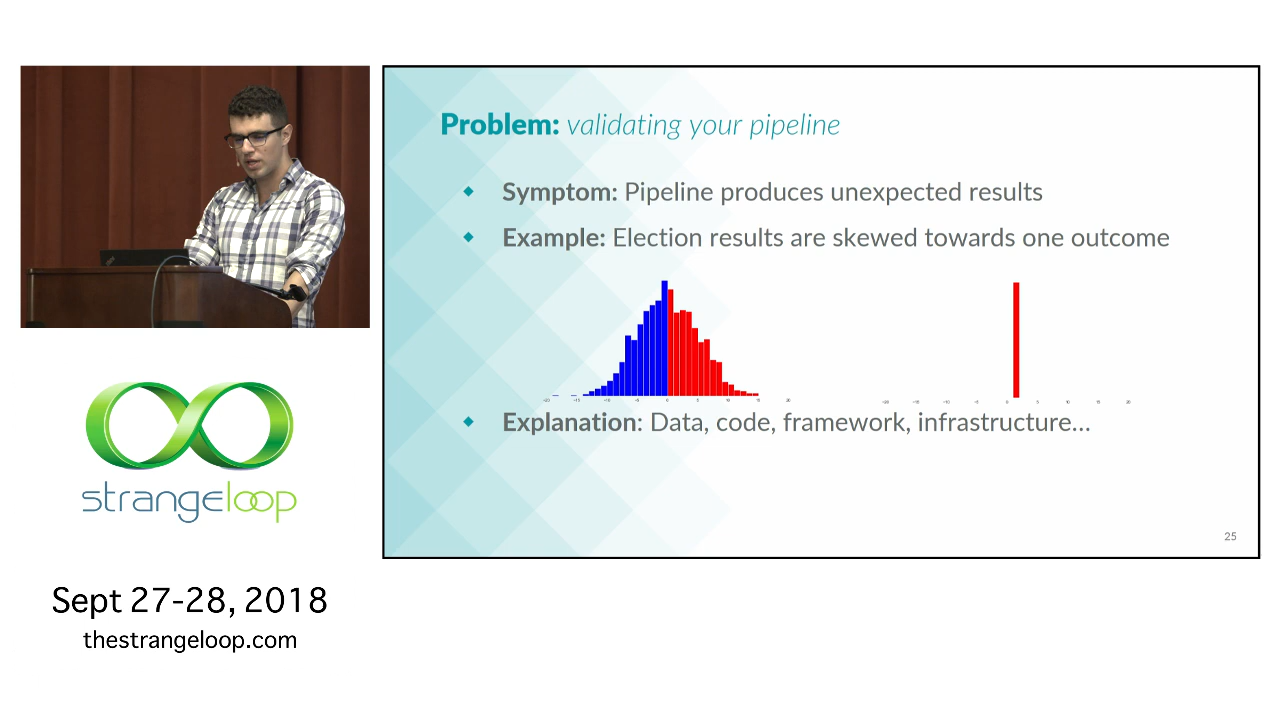 Problem: validating your pipeline
Symptom: Pipeline produces unexpected results
Example: Election results are skewed towards one outcome
Explanation: Data, code, framework, infrastructure...
25
strangeloop
Sept 27-28, 2018
thestrangeloop.com